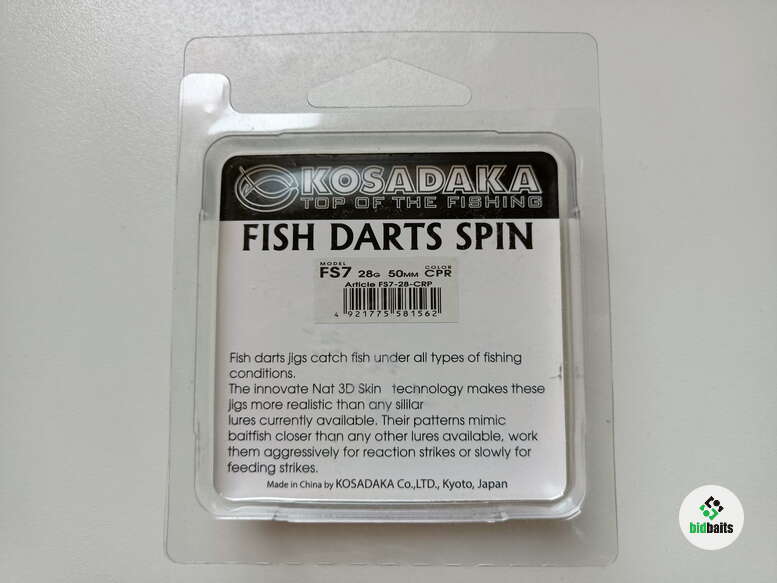 KOSADAKA
TOP OF THE FISHING
FISH DARTS SPIN
MODEL COLOR
FS7 28G 50MM CPR
Article FS7-28-CRP
4 921775 581562
Fish darts jigs catch fish under all types of fishing
conditions.
The innovate Nat 3D Skin technology makes these
jigs more realistic than any sililar
lures currently available. Their patterns mimic
baitfish closer than any other lures available, work
them aggressively for reaction strikes or slowly for
feeding strikes.
Made in China by KOSADAKA Co.,LTD., Kyoto, Japan
bidbaits